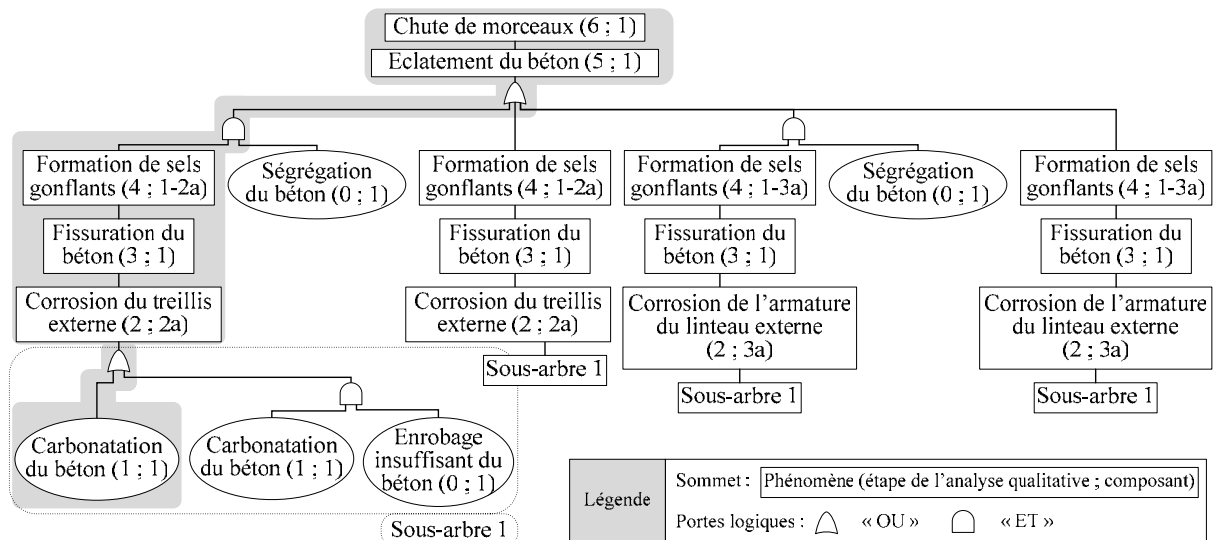 Chute de morceaux (6 ; 1)
Eclatement du béton (5 ; 1)
Formation de sels
gonflants (4 ; 1-2a)
Ségrégation
du béton (0 ; 1)
Formation de sels
gonflants (4 ; 1-2a)
Formation de sels
gonflants (4 ; 1-3a)
Ségrégation
du béton (0 ; 1)
Formation de sels
gonflants (4 ; 1-3a)
Fissuration du
béton (3 ; 1)
Fissuration du
béton (3 ; 1)
Fissuration du
béton (3 ; 1)
Fissuration du
béton (3 ; 1)
Corrosion du treillis
externe (2 ; 2a)
Corrosion du treillis
externe (2 ; 2a)
Corrosion de l'armature
du linteau externe
(2 ; 3a)
Corrosion de l'armature
du linteau externe
(2 ; 3a)
Sous-arbre 1
Sous-arbre 1
Sous-arbre 1
Carbonatation
du béton (1 ; 1)
Carbonatation
du béton (1 ; 1)
Enrobage
insuffisant du
béton (0 ; 1)
Sous-arbre 1
Légende
Sommet : Phénomène (étape de l'analyse qualitative ; composant)
Portes logiques : « OU » « ET »